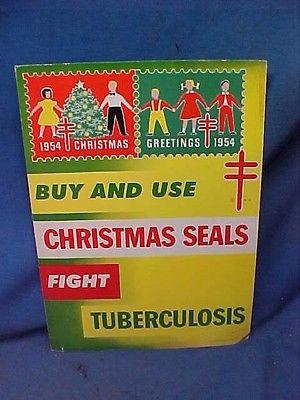 1954 CHRISTMAS GREETINGS 1954
BUY AND USE
CHRISTMAS SEALS
FIGHT
TUBERCULOSIS